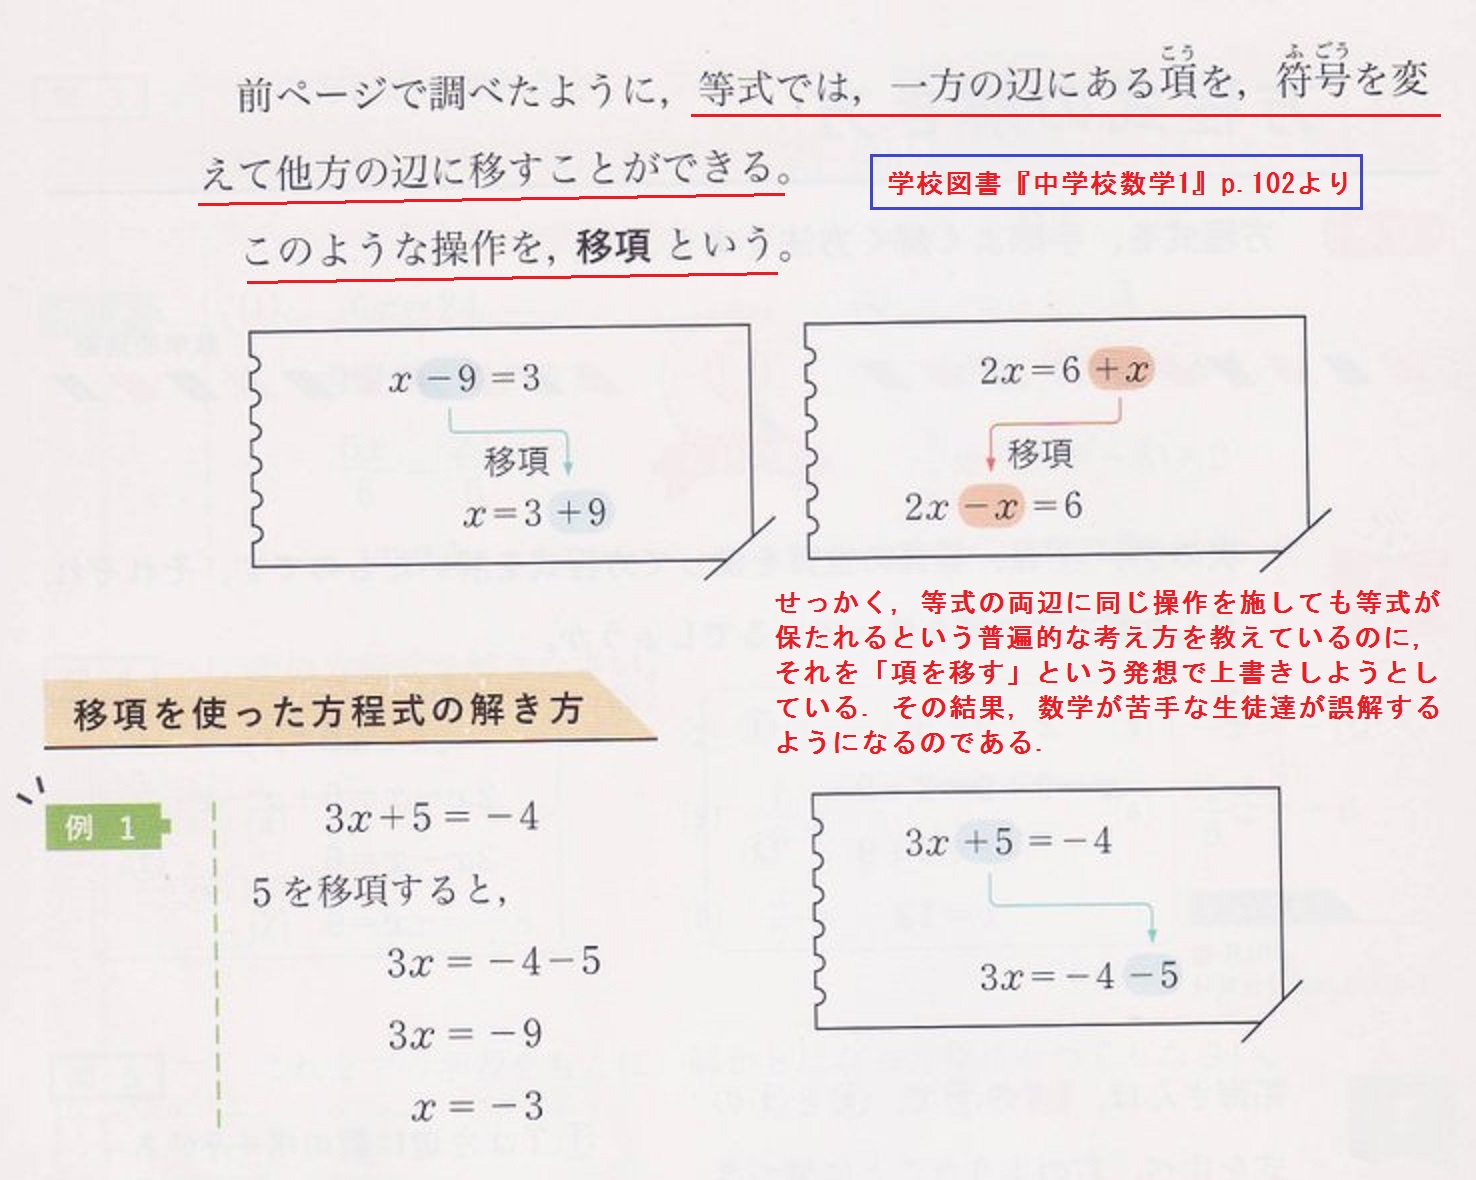 前ページで調べたように，等式では，一方の辺にある項を，符号を変
えて他方の辺に移すことができる。
学校図書『中学校数学1』p.102より
このような操作を，移項 という。
x－9＝3
移項
x＝3＋9
2x＝6＋x
移項
2x－x＝6
せっかく，等式の両辺に同じ操作を施しても等式が
保たれるという普遍的な考え方を教えているのに，
それを「項を移す」という発想で上書きしようとし
ている．その結果，数学が苦手な生徒達が誤解する
ようになるのである．
移項を使った方程式の解き方
例 1
3x＋5＝－4
5を移項すると，
3x＝－4－5
3x＝－9
x＝－3
3x＋5＝－4
3x＝－4－5